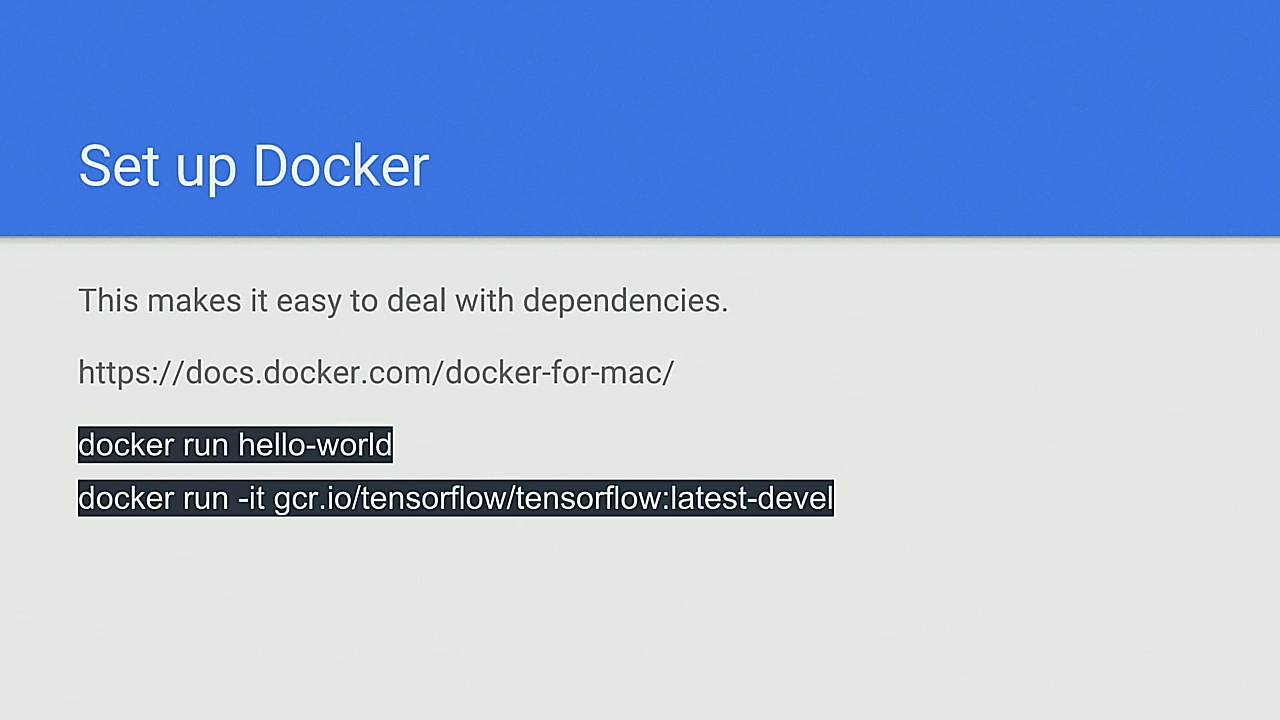 Set up Docker
This makes it easy to deal with dependencies.
https://docs.docker.com/docker-for-mac/
docker run hello-world
docker run -it gcr.io/tensorflow/tensorflow:latest-devel